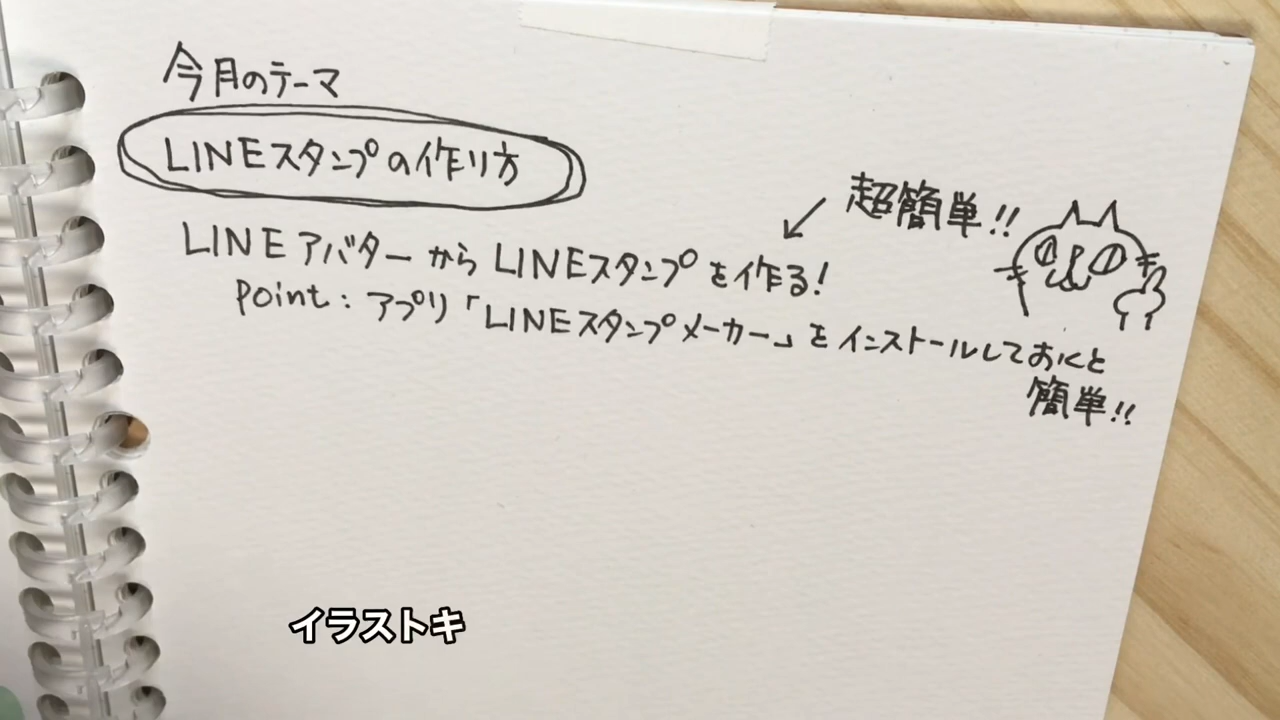 今月のテーマ
LINEスタンプの作り方
超簡単!!
LINEアバターからLINEスタンプを作る!
Point: アプリ「LINEスタンプメーカー」をインストールしておくと
簡単!!
イラストキ